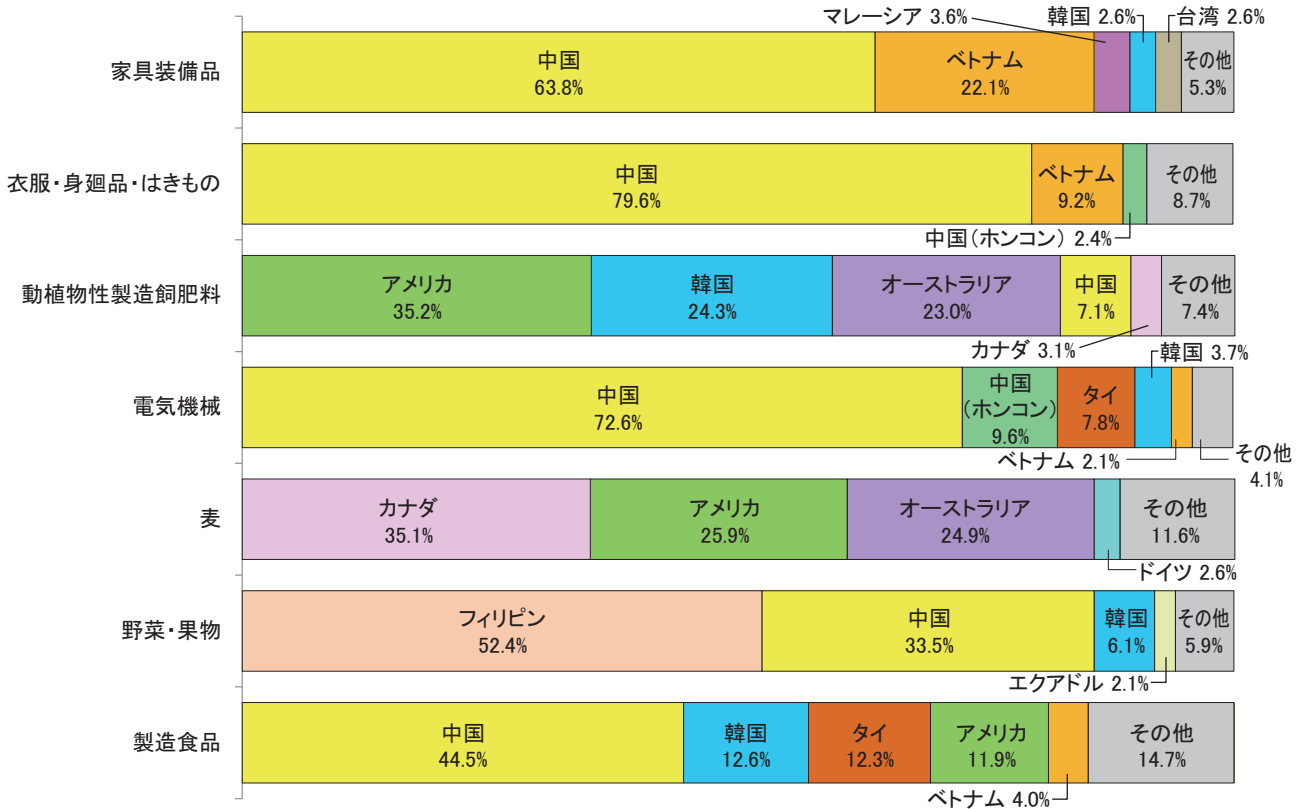 マレーシア 3.6%
韓国 2.6%
台湾 2.6%
家具装備品
中国
63.8%
ベトナム
22.1%
その他
5.3%
衣服・身廻品・はきもの
中国
79.6%
ベトナム
9.2%
その他
8.7%
中国(ホンコン) 2.4%
動植物性製造飼肥料
アメリカ
35.2%
韓国
24.3%
オーストラリア
23.0%
中国
7.1%
その他
7.4%
カナダ 3.1%
韓国 3.7%
電気機械
中国
72.6%
中国
(ホンコン)
9.6%
タイ
7.8%
ベトナム 2.1%
その他
4.1%
麦
カナダ
35.1%
アメリカ
25.9%
オーストラリア
24.9%
その他
11.6%
ドイツ 2.6%
野菜・果物
フィリピン
52.4%
中国
33.5%
韓国
6.1%
その他
5.9%
エクアドル 2.1%
製造食品
中国
44.5%
韓国
12.6%
タイ
12.3%
アメリカ
11.9%
その他
14.7%
ベトナム 4.0%